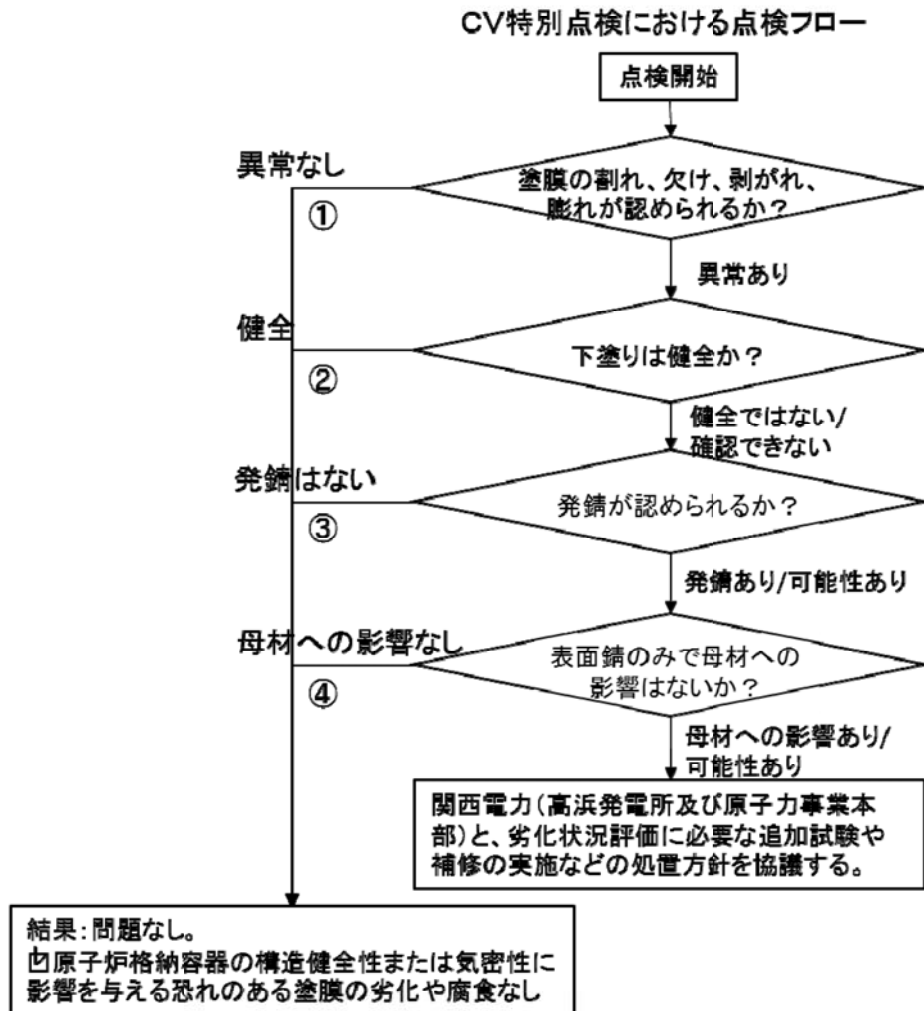 CV特別点検における点検フロー
点検開始
異常なし
①
塗膜の割れ、欠け、剥がれ、
膨れが認められるか？
異常あり
健全
②
下塗りは健全か？
健全ではない/
確認できない
発錆はない
③
発錆が認められるか？
発錆あり/可能性あり
母材への影響なし
④
表面錆のみで母材への
影響はないか？
母材への影響あり/
可能性あり
関西電力（高浜発電所及び原子力事業本
部）と、劣化状況評価に必要な追加試験や
補修の実施などの処置方針を協議する。
結果：問題なし。
原子炉格納容器の構造健全性または気密性に
影響を与える恐れのある塗膜の劣化や腐食なし